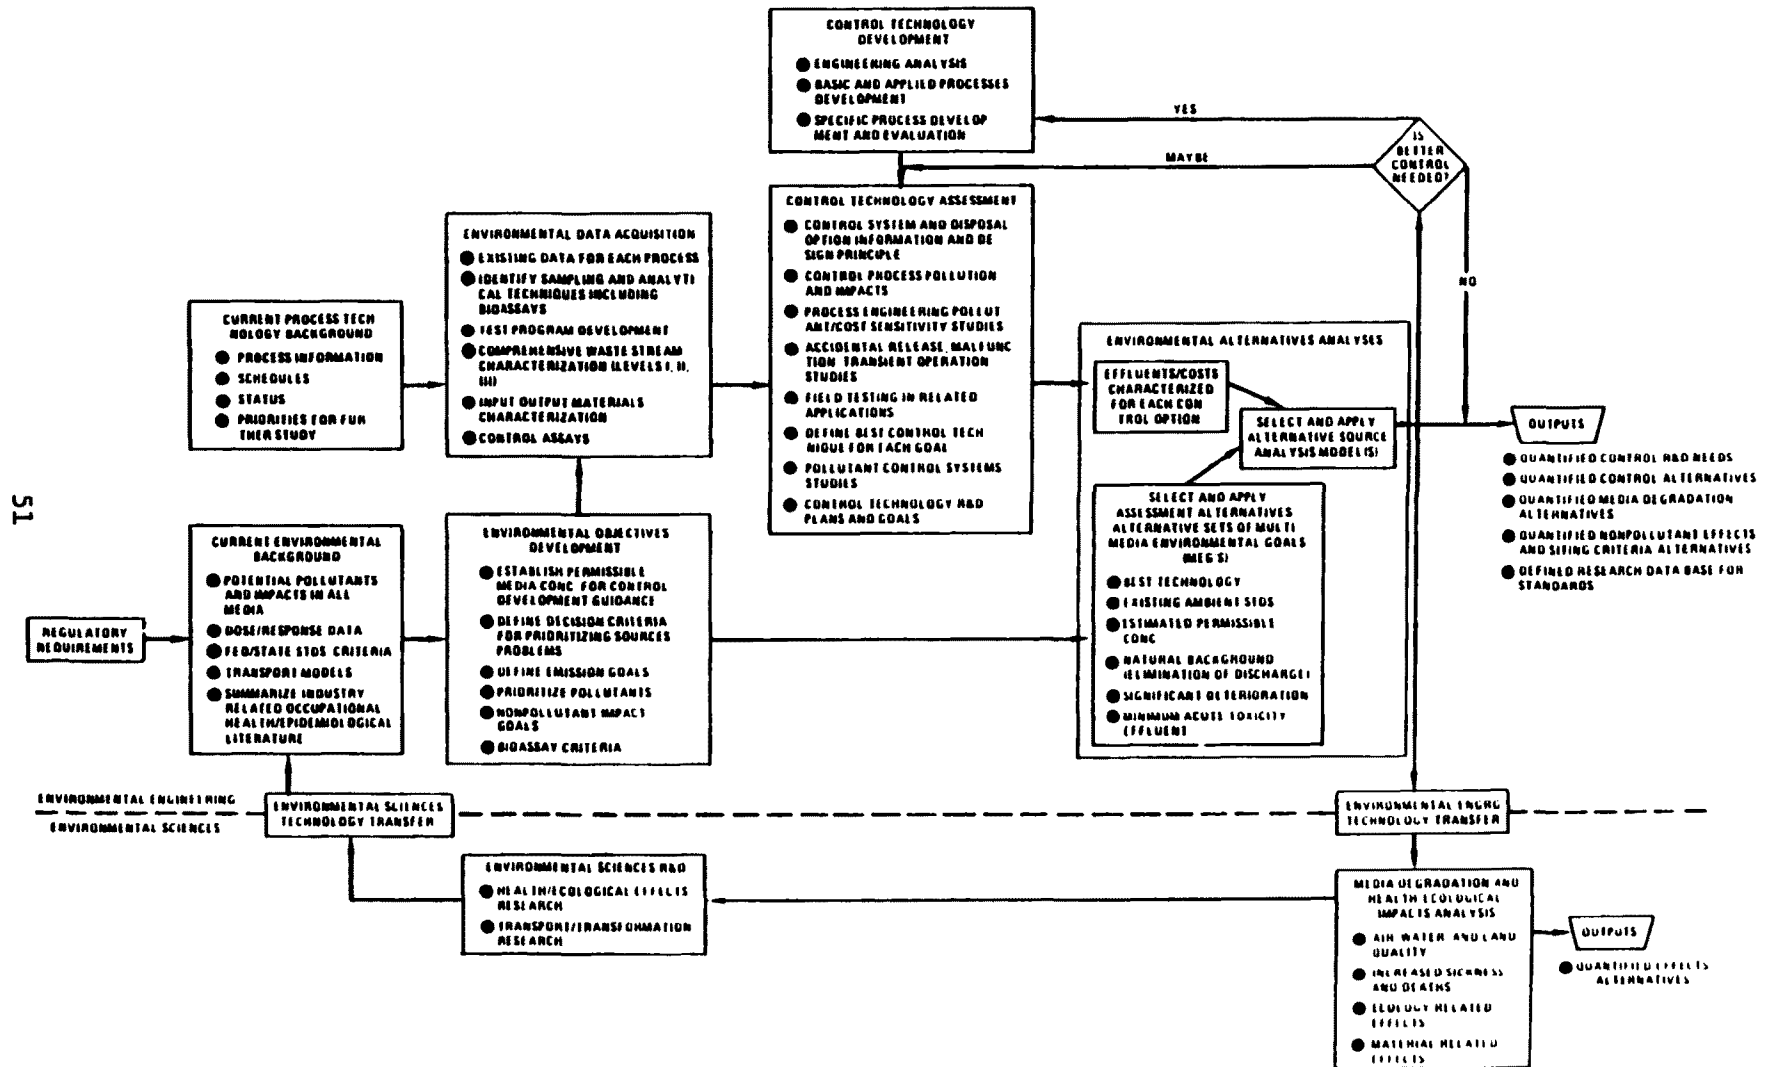 CONTROL TECHNOLOGY
DEVELOPMENT
ENGINEERING ANALYSIS
BASIC AND APPLIED PROCESSES
DEVELOPMENT
SPECIFIC PROCESS DEVELOP
MENT AND EVALUATION
YES
MAYBE
IS
BETTER
CONTROL
NEEDED?
NO
CONTROL TECHNOLOGY ASSESSMENT
CONTROL SYSTEM AND DISPOSAL
OPTION INFORMATION AND DE
SIGN PRINCIPLE
CONTROL PROCESS POLLUTION
AND IMPACTS
PROCESS ENGINEERING POLLUT
ANT/COST SENSITIVITY STUDIES
ACCIDENTAL RELEASE, MALFUNC
TION TRANSIENT OPERATION
STUDIES
FIELD TESTING IN RELATED
APPLICATIONS
DEFINE BEST CONTROL TECH
NIQUE FOR EACH GOAL
POLLUTANT CONTROL SYSTEMS
STUDIES
CONTROL TECHNOLOGY R&D
PLANS AND GOALS
ENVIRONMENTAL DATA ACQUISITION
EXISTING DATA FOR EACH PROCESS
IDENTIFY SAMPLING AND ANALYTI
CAL TECHNIQUES INCLUDING
BIOASSAYS
TEST PROGRAM DEVELOPMENT
COMPREHENSIVE WASTE STREAM
CHARACTERIZATION (LEVELS I, II,
III)
INPUT OUTPUT MATERIALS
CHARACTERIZATION
CONTROL ASSAYS
CURRENT PROCESS TECH
NOLOGY BACKGROUND
PROCESS INFORMATION
SCHEDULES
STATUS
PRIORITIES FOR FUR
THER STUDY
ENVIRONMENTAL ALTERNATIVES ANALYSES
EFFLUENTS/COSTS
CHARACTERIZED
FOR EACH CON
TROL OPTION
SELECT AND APPLY
ALTERNATIVE SOURCE
ANALYSIS MODEL(S)
SELECT AND APPLY
ASSESSMENT ALTERNATIVES
ALTERNATIVE SETS OF MULTI
MEDIA ENVIRONMENTAL GOALS
(MEG'S)
BEST TECHNOLOGY
EXISTING AMBIENT STDS
ESTIMATED PERMISSIBLE
CONC
NATURAL BACKGROUND
(ELIMINATION OF DISCHARGE)
SIGNIFICANT DETERIORATION
MINIMUM ACUTE TOXICITY
EFFLUENT
OUTPUTS
QUANTIFIED CONTROL R&D NEEDS
QUANTIFIED CONTROL ALTERNATIVES
QUANTIFIED MEDIA DEGRADATION
ALTERNATIVES
QUANTIFIED NONPOLLUTANT EFFECTS
AND SITING CRITERIA ALTERNATIVES
DEFINED RESEARCH DATA BASE FOR
STANDARDS
51
REGULATORY
REQUIREMENTS
CURRENT ENVIRONMENTAL
BACKGROUND
POTENTIAL POLLUTANTS
AND IMPACTS IN ALL
MEDIA
DOSE/RESPONSE DATA
FED/STATE STDS CRITERIA
TRANSPORT MODELS
SUMMARIZE INDUSTRY
RELATED OCCUPATIONAL
HEALTH/EPIDEMIOLOGICAL
LITERATURE
ENVIRONMENTAL OBJECTIVES
DEVELOPMENT
ESTABLISH PERMISSIBLE
MEDIA CONC FOR CONTROL
DEVELOPMENT GUIDANCE
DEFINE DECISION CRITERIA
FOR PRIORITIZING SOURCES
PROBLEMS
DEFINE EMISSION GOALS
PRIORITIZE POLLUTANTS
NONPOLLUTANT IMPACT
GOALS
BIOASSAY CRITERIA
ENVIRONMENTAL ENGINEERING
ENVIRONMENTAL SCIENCES
ENVIRONMENTAL SCIENCES
TECHNOLOGY TRANSFER
ENVIRONMENTAL ENGRG
TECHNOLOGY TRANSFER
ENVIRONMENTAL SCIENCES R&D
HEALTH/ECOLOGICAL EFFECTS
RESEARCH
TRANSPORT/TRANSFORMATION
RESEARCH
MEDIA DEGRADATION AND
HEALTH ECOLOGICAL
IMPACTS ANALYSIS
AIR WATER AND LAND
QUALITY
INCREASED SICKNESS
AND DEATHS
ECOLOGY RELATED
EFFECTS
MATERIAL RELATED
EFFECTS
OUTPUTS
QUANTIFIED EFFECTS
ALTERNATIVES